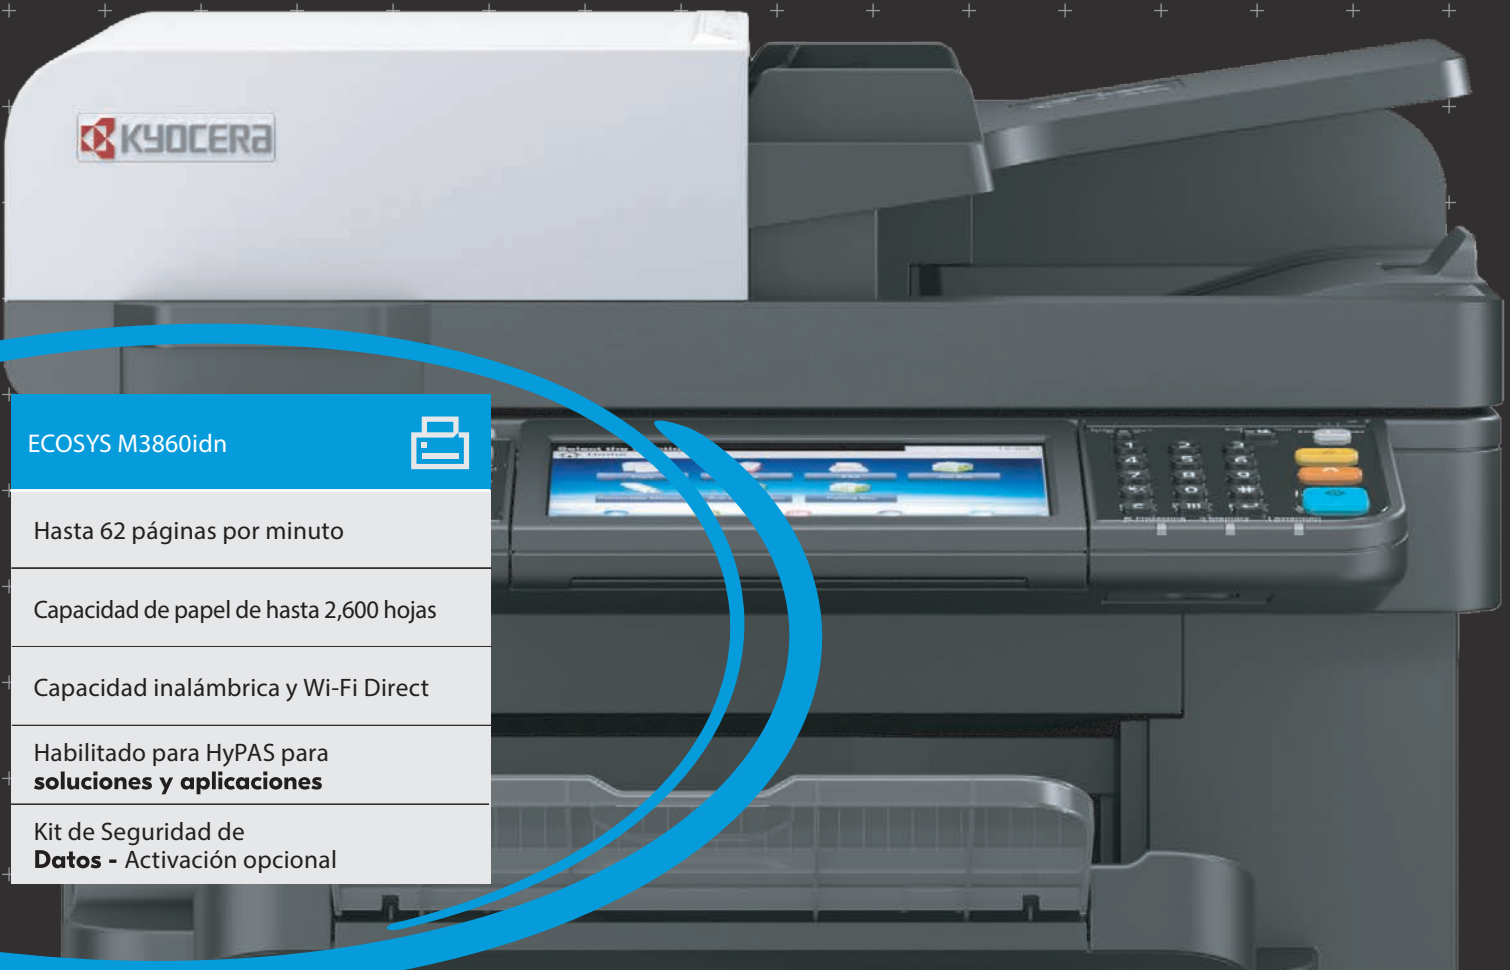 KYOCERA
ECOSYS M3860idn
Hasta 62 páginas por minuto
Capacidad de papel de hasta 2,600 hojas
Capacidad inalámbrica y Wi-Fi Direct
Habilitado para HyPAS para
soluciones y aplicaciones
Kit de Seguridad de
Datos - Activación opcional